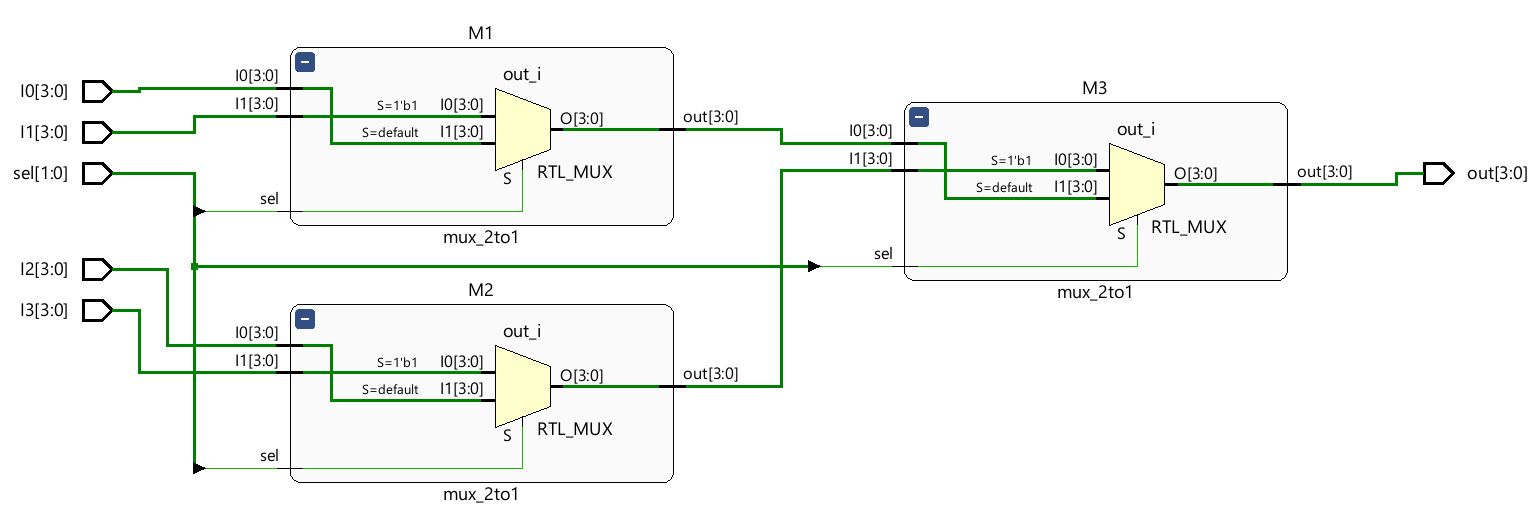 M1
I0[3:0]
I1[3:0]
sel[1:0]
I0[3:0]
I1[3:0]
sel
S=1'b1
S=default
I0[3:0]
I1[3:0]
out_i
O[3:0]
S
RTL_MUX
out[3:0]
mux_2to1
I2[3:0]
I3[3:0]
M2
I0[3:0]
I1[3:0]
sel
S=1'b1
S=default
I0[3:0]
I1[3:0]
out_i
O[3:0]
S
RTL_MUX
out[3:0]
mux_2to1
M3
I0[3:0]
I1[3:0]
sel
S=1'b1
S=default
I0[3:0]
I1[3:0]
out_i
O[3:0]
S
RTL_MUX
out[3:0]
mux_2to1
out[3:0]